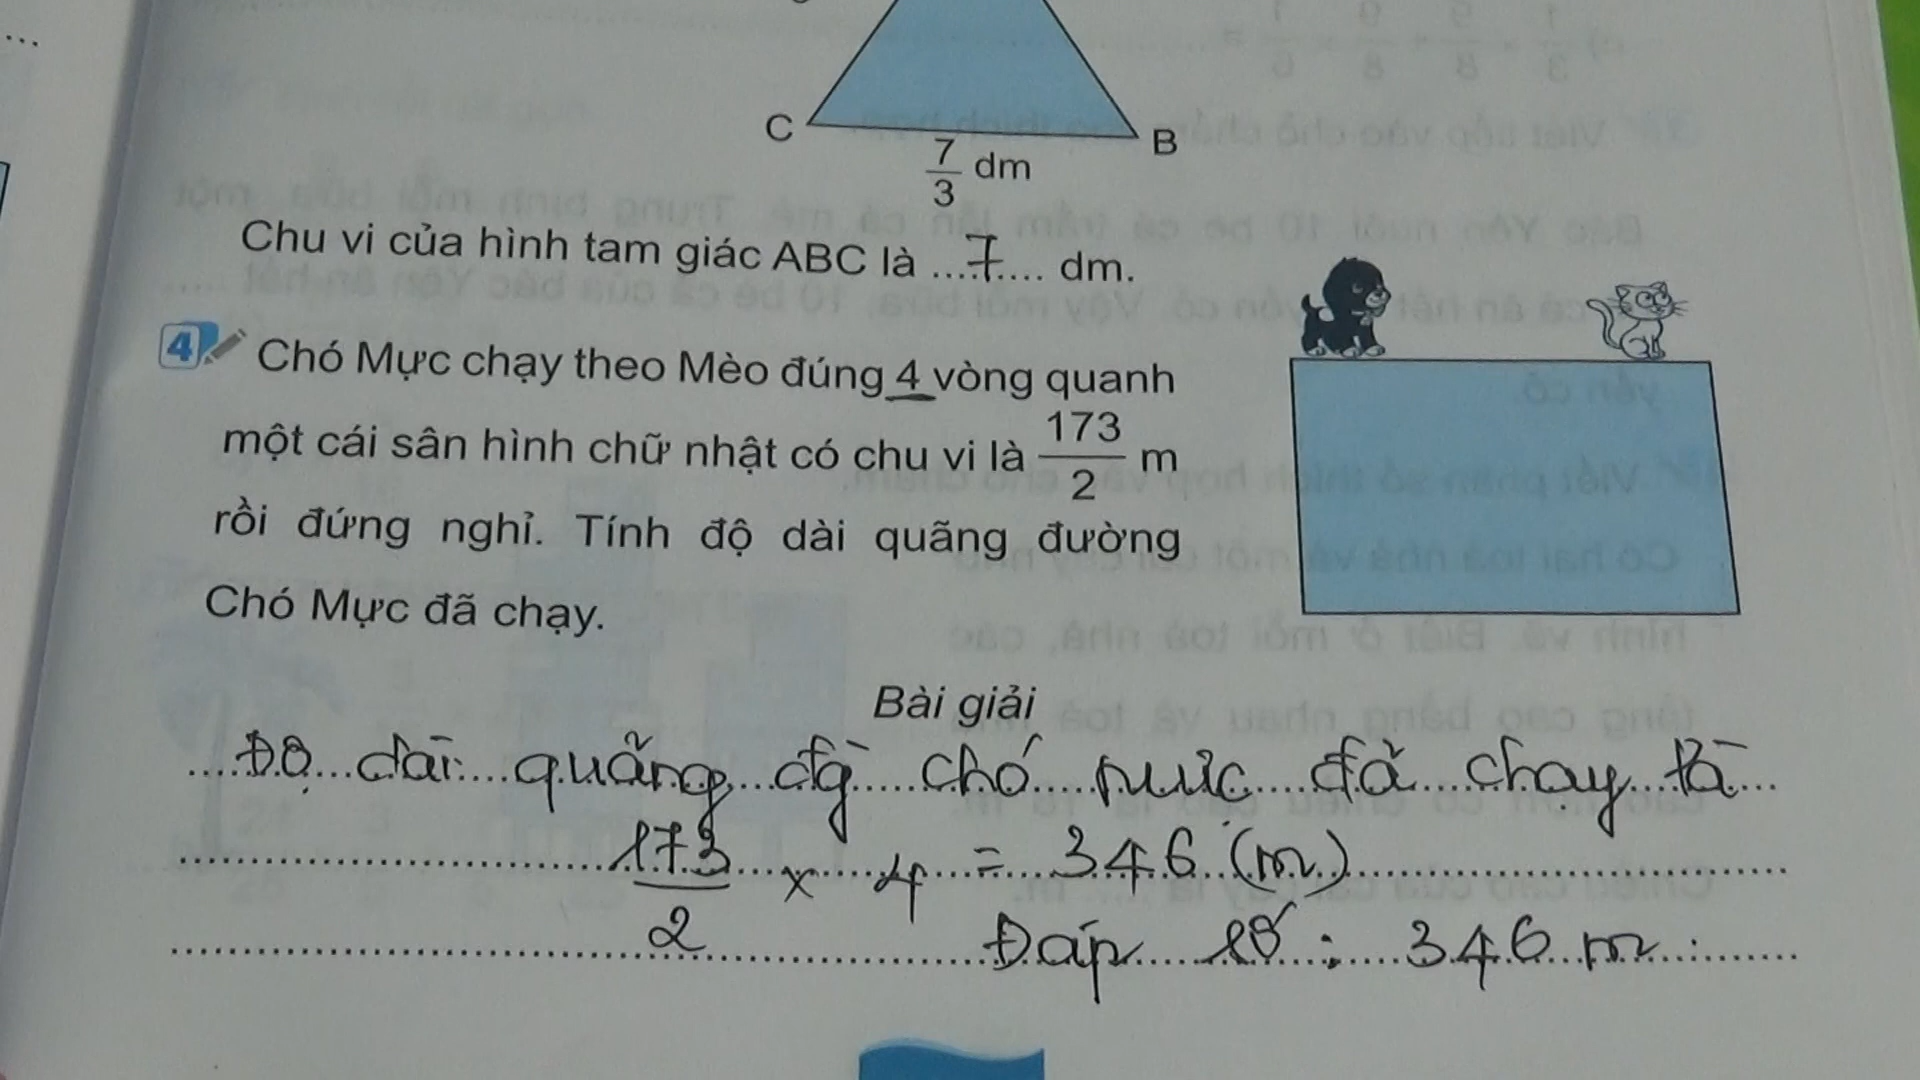 C
B
7/3 dm
Chu vi của hình tam giác ABC là ....7.... dm.
4 Chó Mực chạy theo Mèo đúng 4 vòng quanh
một cái sân hình chữ nhật có chu vi là 173/2 m
rồi đứng nghỉ. Tính độ dài quãng đường
Chó Mực đã chạy.
Bài giải
Độ dài quãng đg chó mực đã chạy là
173/2 x 4 = 346 (m)
Đáp số : 346 m.